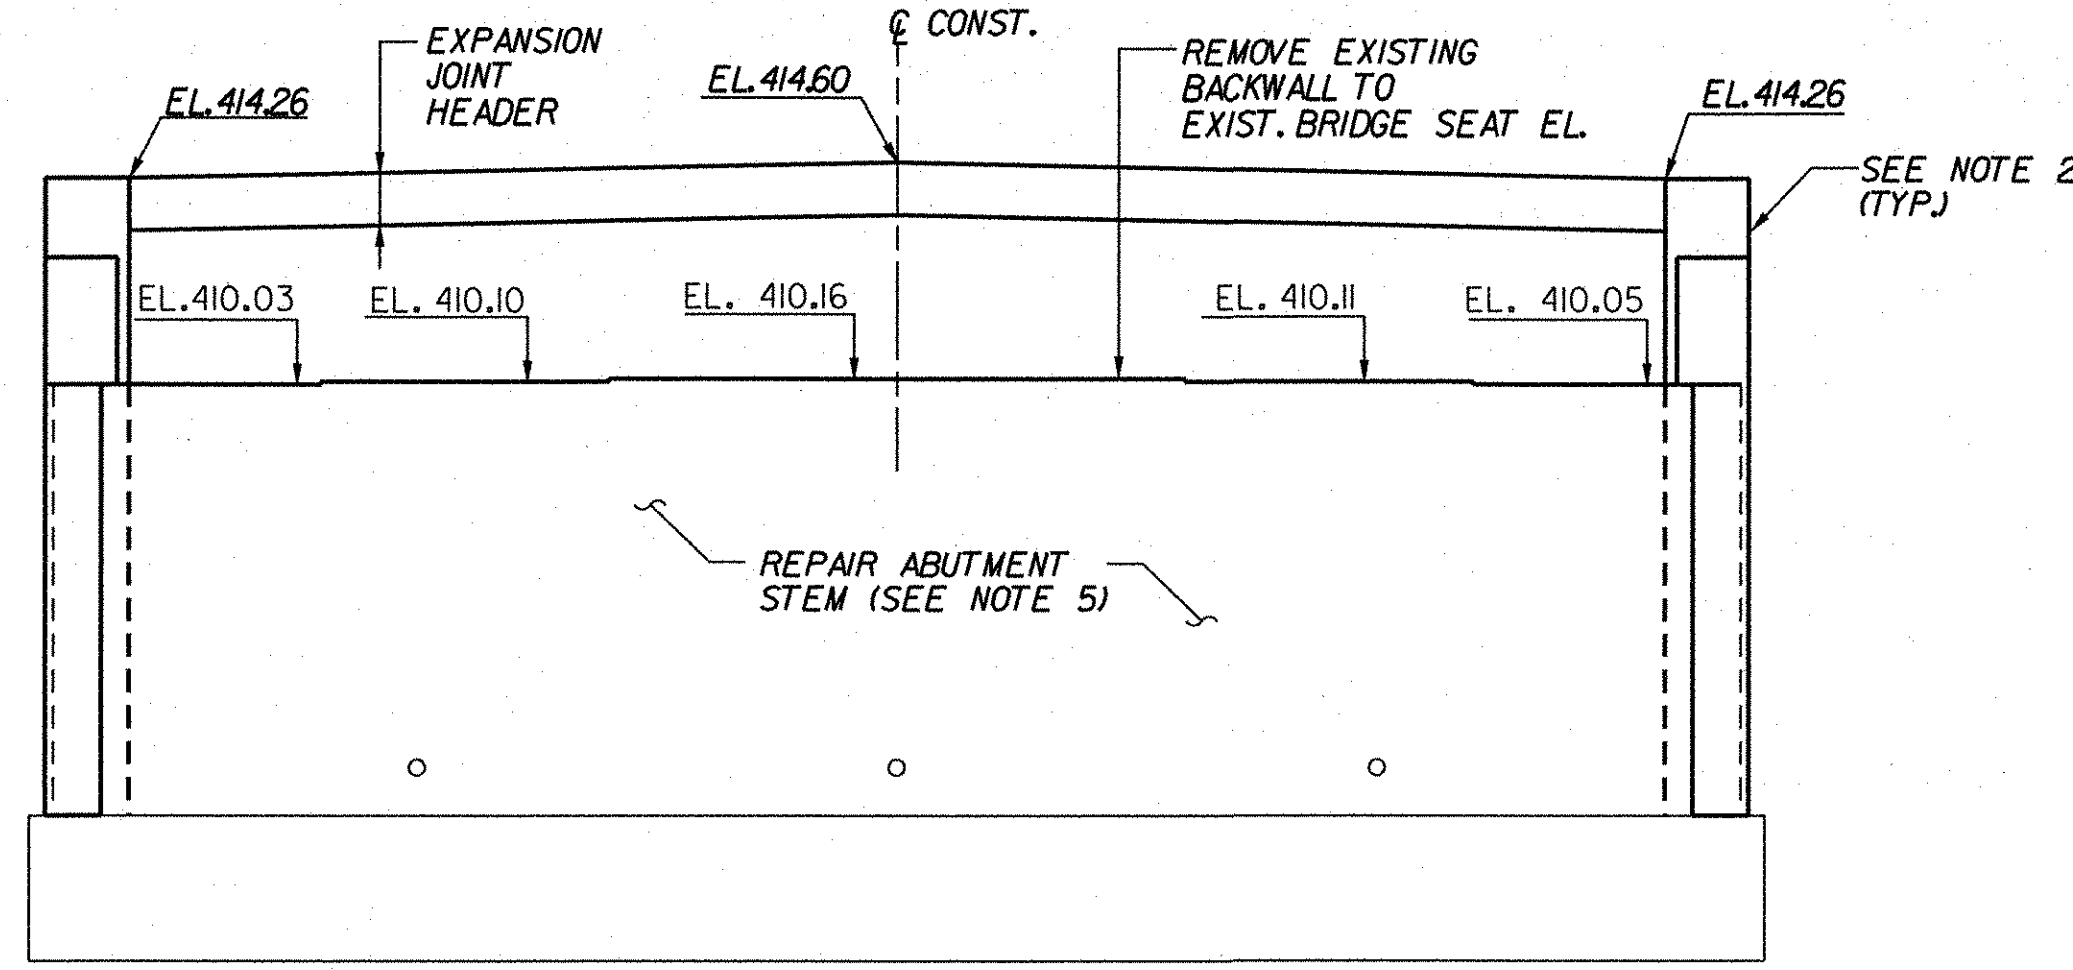 ℄ CONST.
EXPANSION
JOINT
HEADER
EL. 414.26
EL. 414.60
REMOVE EXISTING
BACKWALL TO
EXIST. BRIDGE SEAT EL.
EL. 414.26
SEE NOTE 2
(TYP.)
EL. 410.03
EL. 410.10
EL. 410.16
EL. 410.11
EL. 410.05
REPAIR ABUTMENT
STEM (SEE NOTE 5)